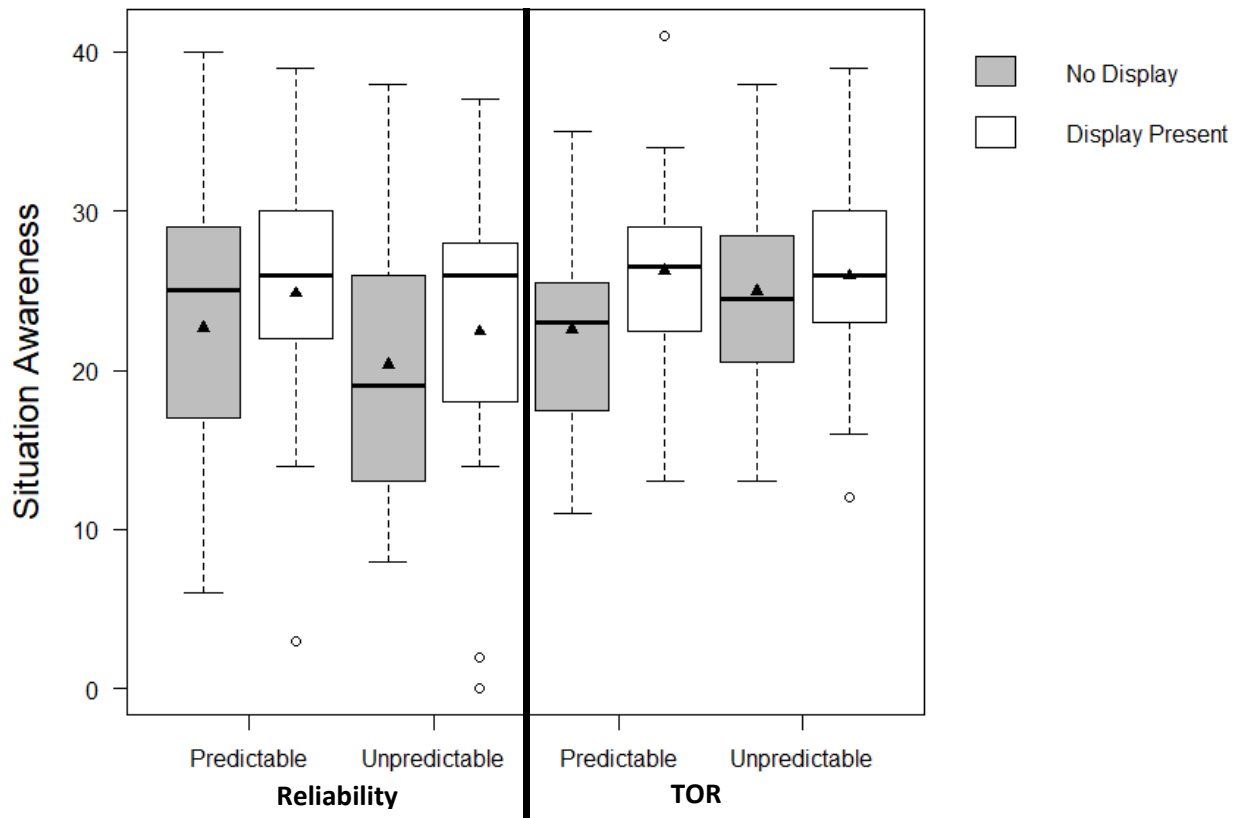 Situation Awareness
40
30
20
10
0
No Display
Display Present
Predictable Unpredictable Predictable Unpredictable
Reliability TOR